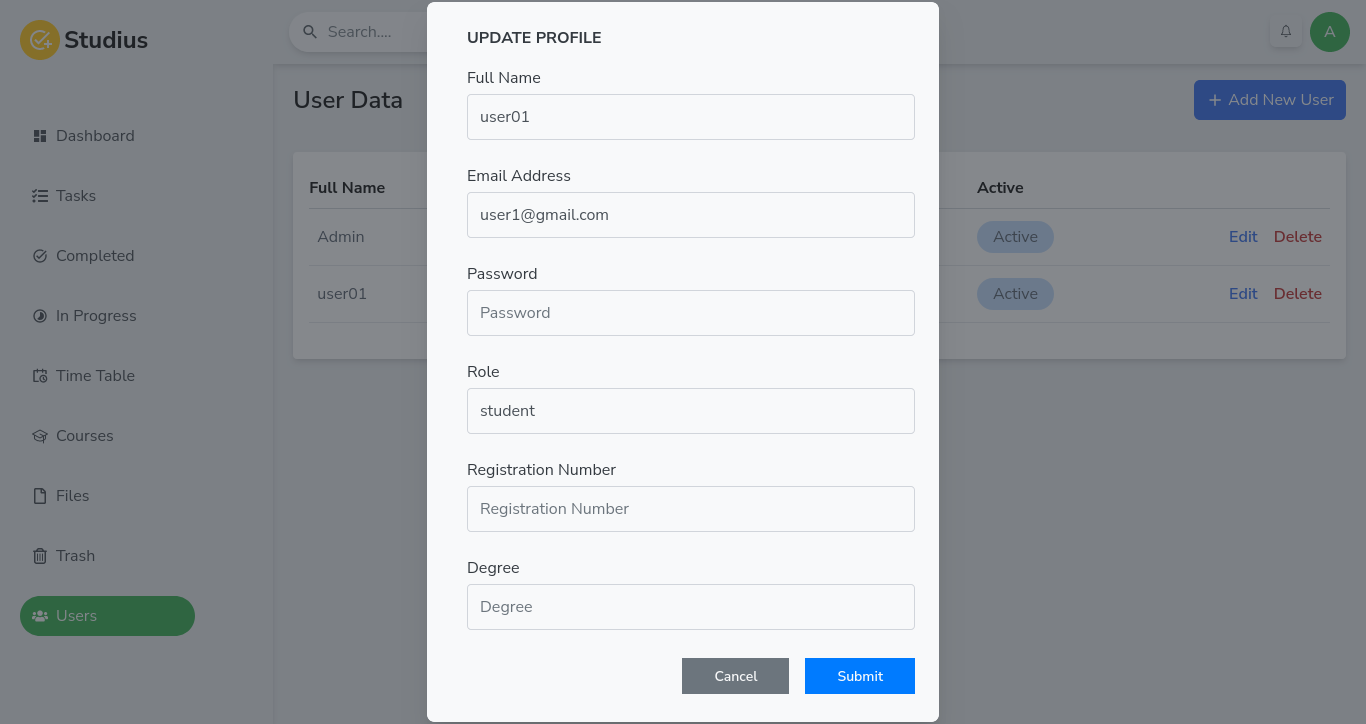 Studius
Search....
A
Dashboard
Tasks
Completed
In Progress
Time Table
Courses
Files
Trash
Users
User Data
+ Add New User
Full Name
Active
Admin
Active
Edit
Delete
user01
Active
Edit
Delete
UPDATE PROFILE
Full Name
user01
Email Address
user1@gmail.com
Password
Password
Role
student
Registration Number
Registration Number
Degree
Degree
Cancel
Submit